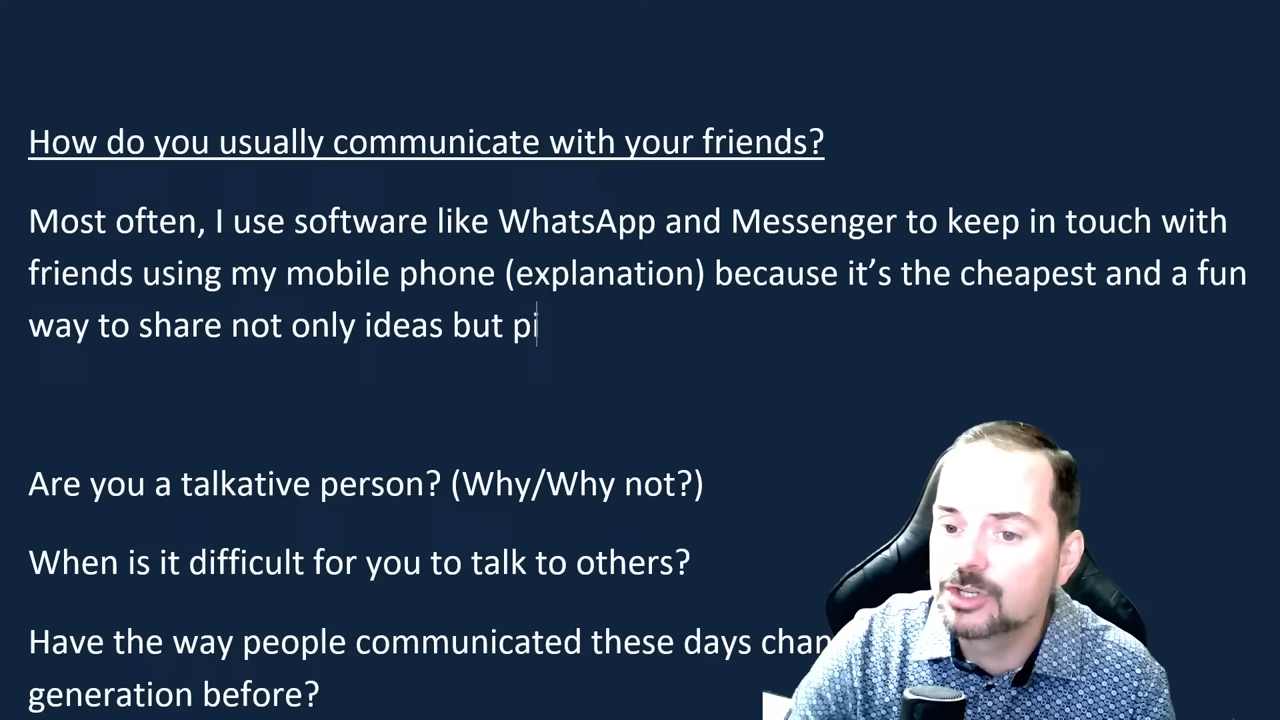 How do you usually communicate with your friends?
Most often, I use software like WhatsApp and Messenger to keep in touch with
friends using my mobile phone (explanation) because it’s the cheapest and a fun
way to share not only ideas but pi
Are you a talkative person? (Why/Why not?)
When is it difficult for you to talk to others?
Have the way people communicated these days chan
generation before?